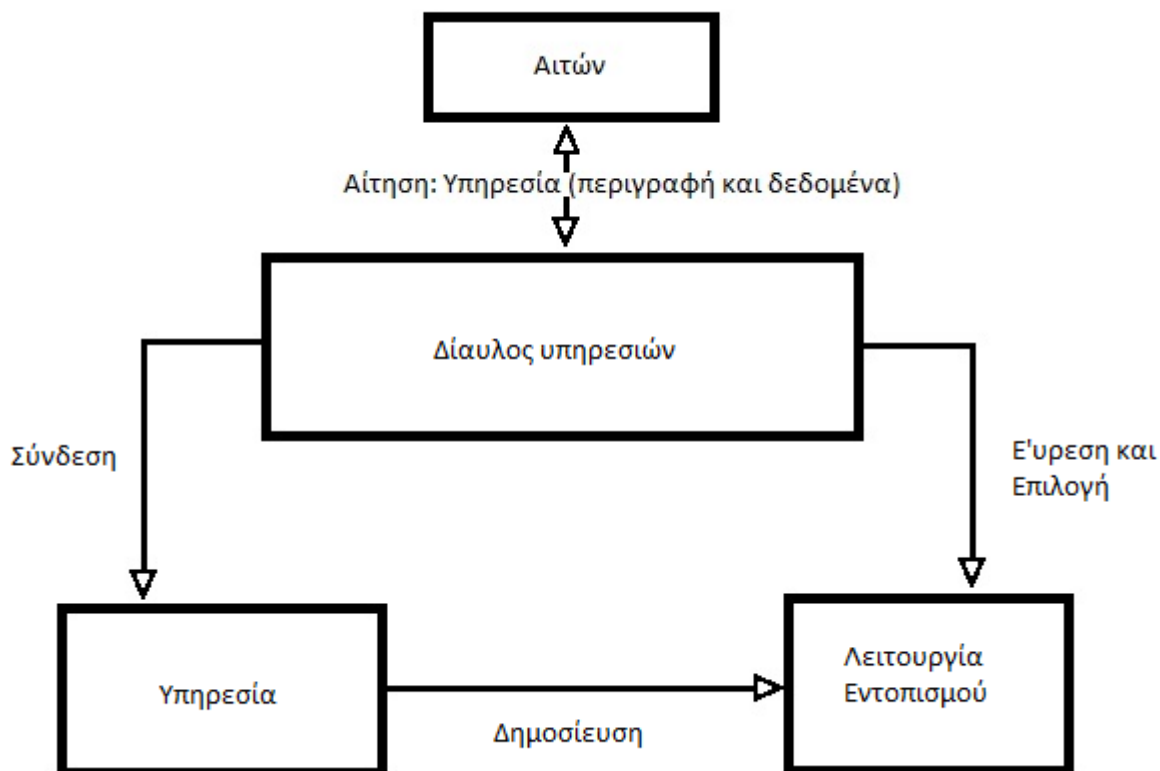 Αιτών
Αίτηση: Υπηρεσία (περιγραφή και δεδομένα)
Δίαυλος υπηρεσιών
Σύνδεση
Ε'υρεση και
Επιλογή
Υπηρεσία
Λειτουργία
Εντοπισμού
Δημοσίευση